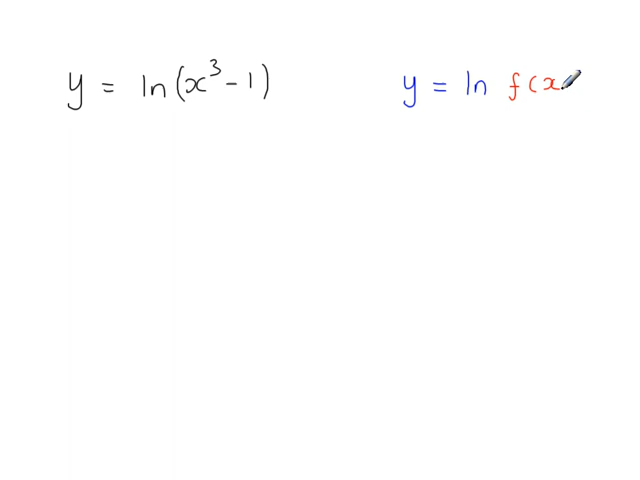 y = ln(x³-1)
y = ln f(x